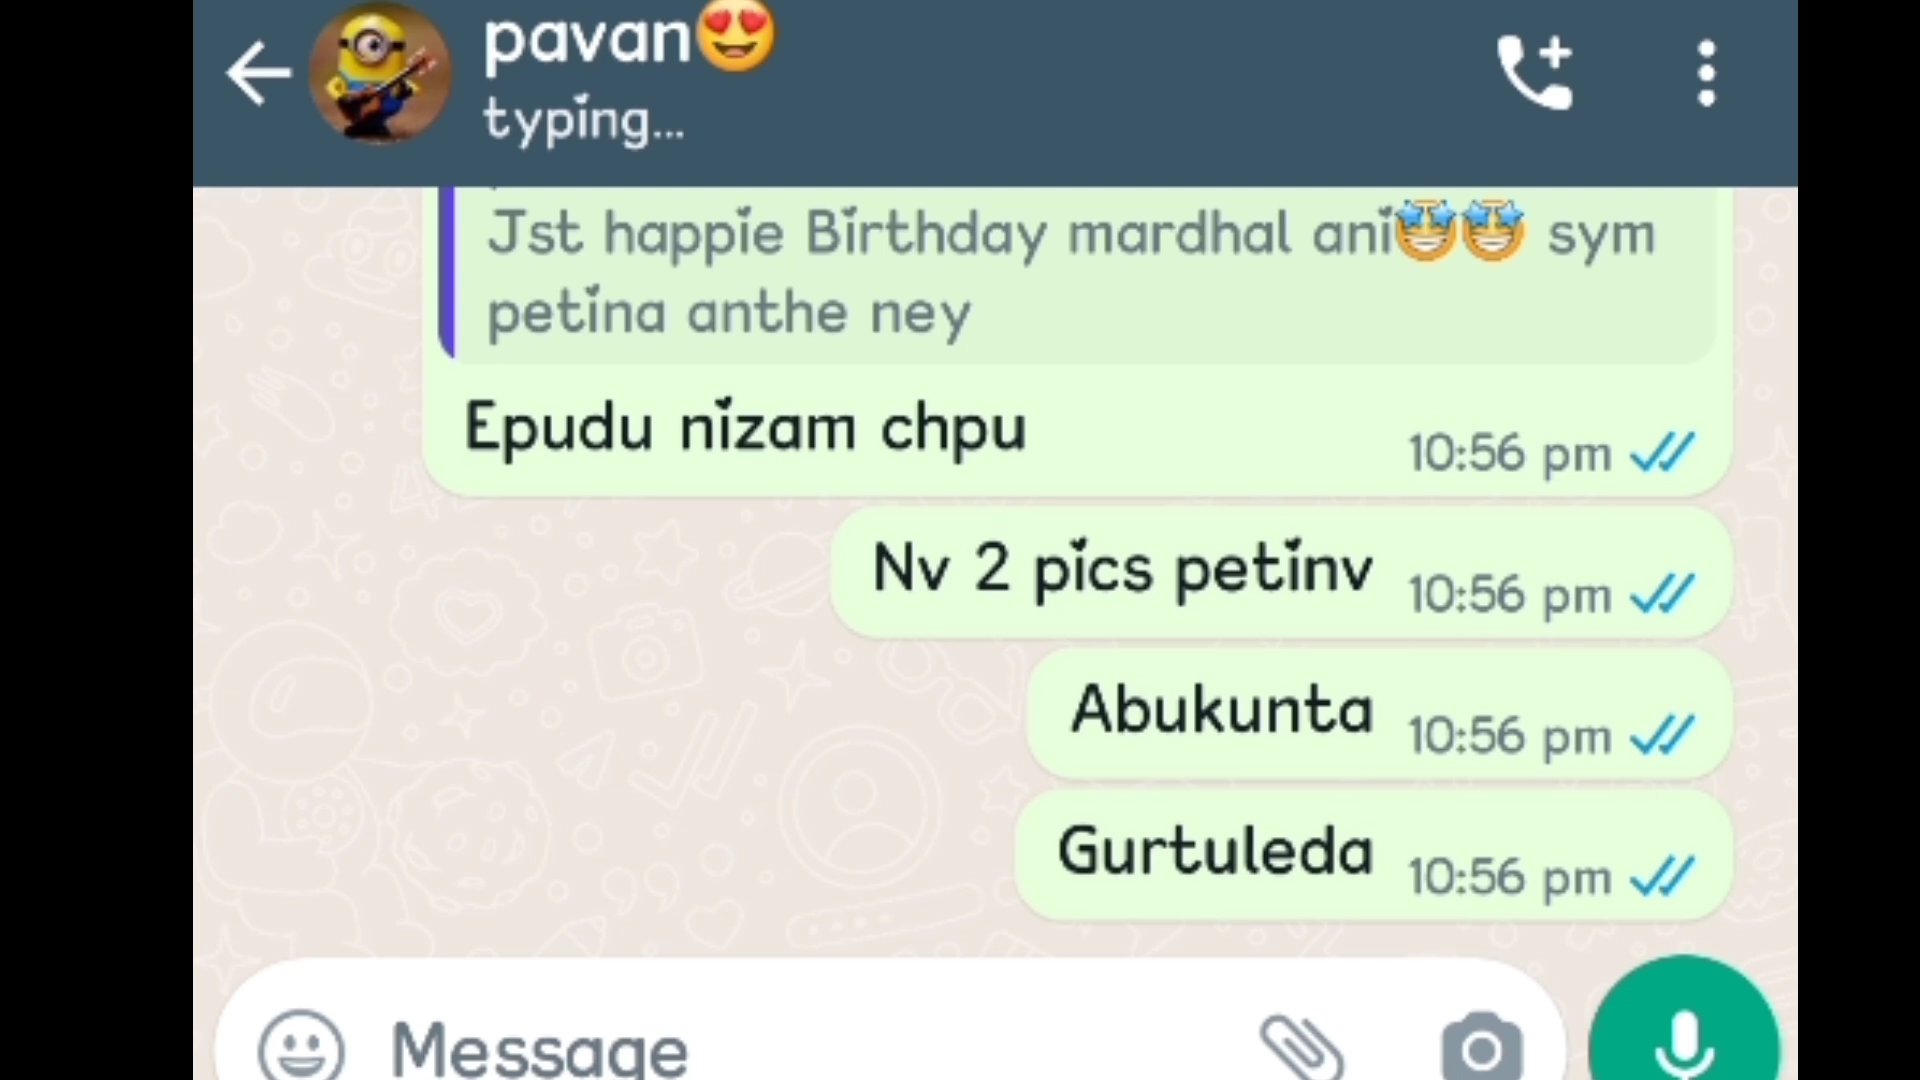 pavan😍
typing...
Jst happie Birthday mardhal ani🤩🤩 sym
petina anthe ney
Epudu nizam chpu
10:56 pm
Nv 2 pics petinv 10:56 pm
Abukunta 10:56 pm
Gurtuleda 10:56 pm
Message